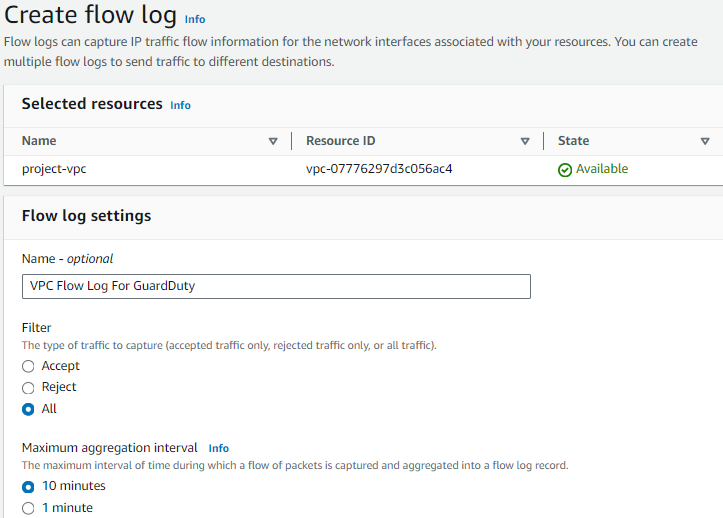 Create flow log Info
Flow logs can capture IP traffic flow information for the network interfaces associated with your resources. You can create
multiple flow logs to send traffic to different destinations.
Selected resources Info
Name Resource ID State
project-vpc vpc-07776297d3c056ac4 Available
Flow log settings
Name - optional
VPC Flow Log For GuardDuty
Filter
The type of traffic to capture (accepted traffic only, rejected traffic only, or all traffic).
Accept
Reject
All
Maximum aggregation interval Info
The maximum interval of time during which a flow of packets is captured and aggregated into a flow log record.
10 minutes
1 minute